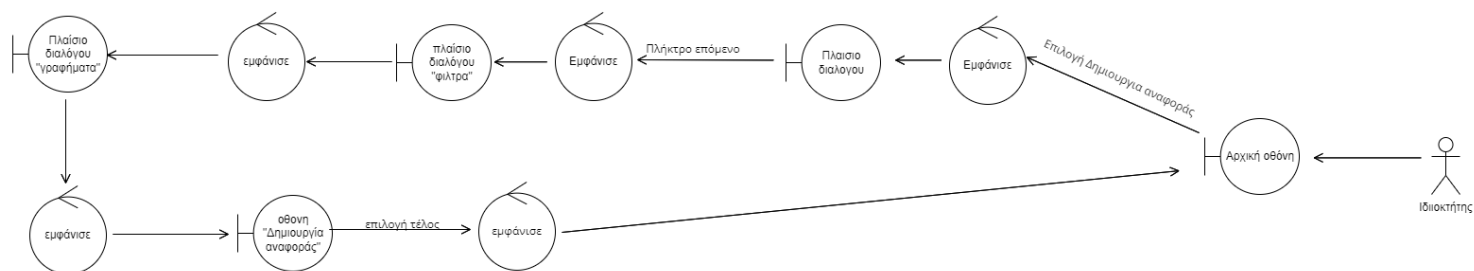 Πλαίσιο
διαλόγου
"γραφήματα"
εμφάνισε
πλαίσιο
διαλόγου
"φιλτρα"
Εμφάνισε
Πλήκτρο επόμενο
Πλαισιο
διαλογου
Εμφάνισε
Επιλογή Δημιουργια αναφοράς
Αρχική οθόνη
Ιδιιοκτήτης
εμφάνισε
οθονη
"Δημιουργία
αναφοράς"
επιλογή τέλος
εμφάνισε